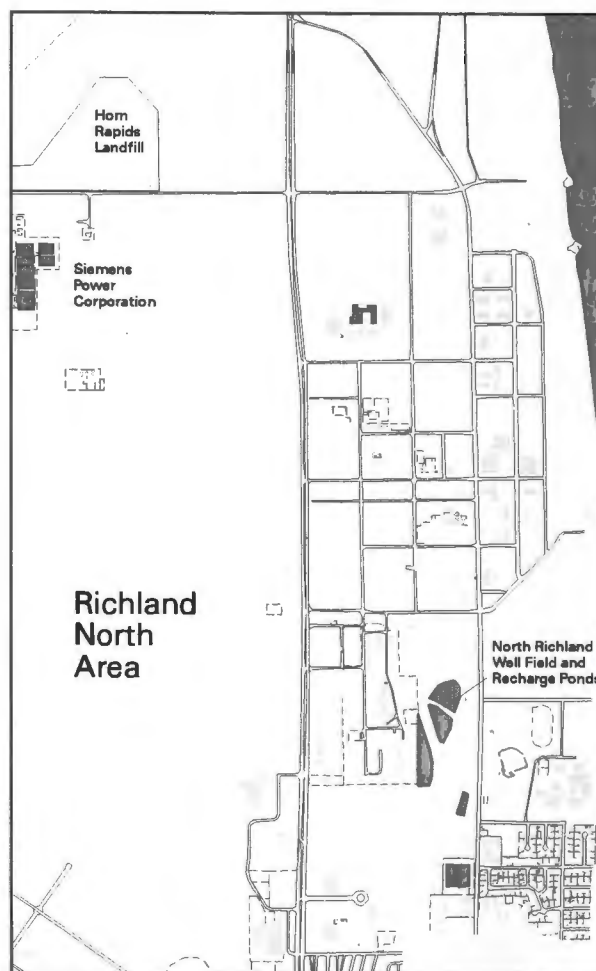 Horn
Rapids
Landfill
Siemens
Power
Corporation
Richland
North
Area
North Richland
Well Field and
Recharge Ponds